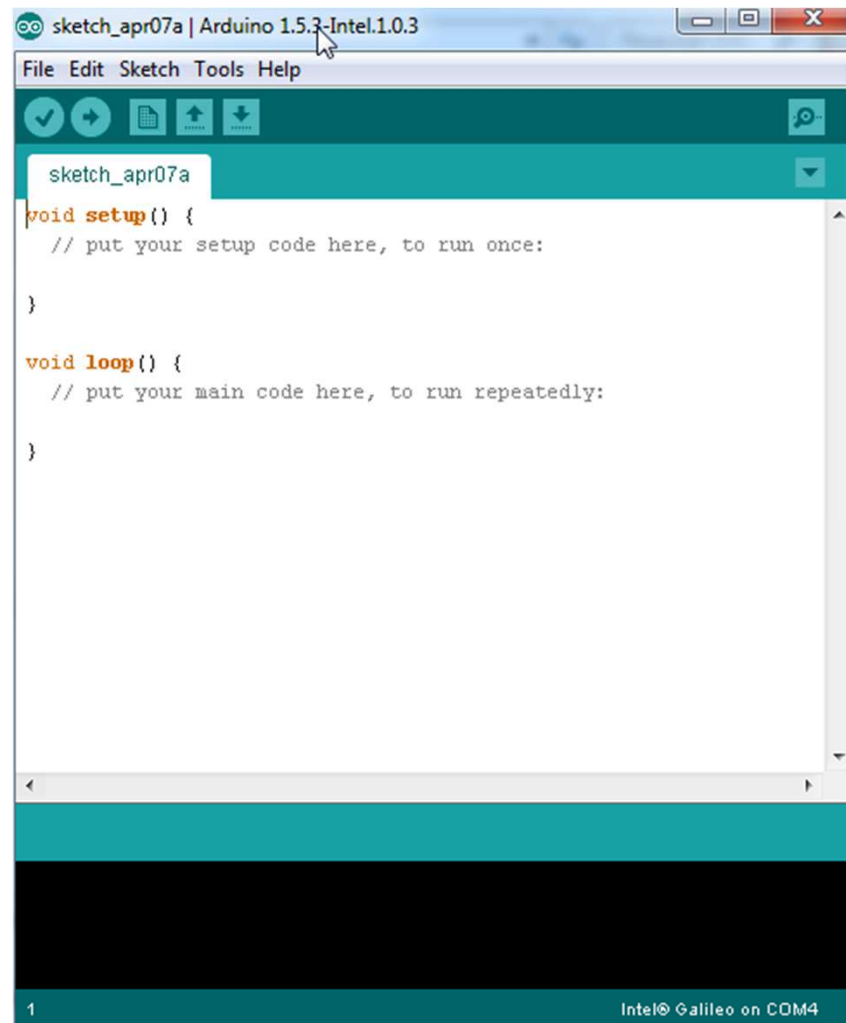 sketch_apr07a | Arduino 1.5.3-Intel.1.0.3
File Edit Sketch Tools Help
sketch_apr07a
void setup() {
  // put your setup code here, to run once:
}
void loop() {
  // put your main code here, to run repeatedly:
}
1 Intel® Galileo on COM4